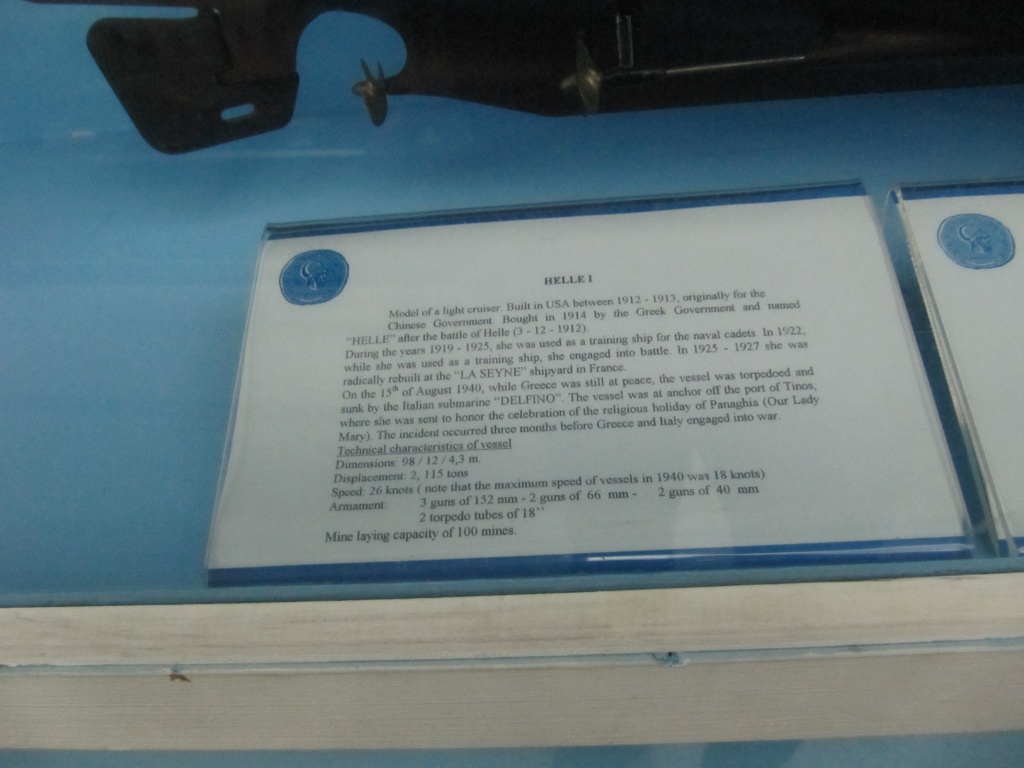 HELLE I
Model of a light cruiser. Built in USA between 1912 - 1913, originally for the
Chinese Government. Bought in 1914 by the Greek Government and named
"HELLE" after the battle of Helle (3 - 12 - 1912)
During the years 1919 - 1925, she was used as a training ship for the naval cadets. In 1922,
while she was used as a training ship, she engaged into battle. In 1925 - 1927 she was
radically rebuilt at the "LA SEYNE" shipyard in France.
On the 15th of August 1940, while Greece was still at peace, the vessel was torpedoed and
sunk by the Italian submarine "DELFINO". The vessel was at anchor off the port of Tinos,
where she was sent to honor the celebration of the religious holiday of Panaghia (Our Lady
Mary). The incident occurred three months before Greece and Italy engaged into war.
Technical characteristics of vessel
Dimensions: 98 / 12 / 4,3 m.
Displacement: 2, 115 tons
Speed: 26 knots ( note that the maximum speed of vessels in 1940 was 18 knots)
Armament: 3 guns of 152 mm - 2 guns of 66 mm - 2 guns of 40 mm
2 torpedo tubes of 18''
Mine laying capacity of 100 mines.